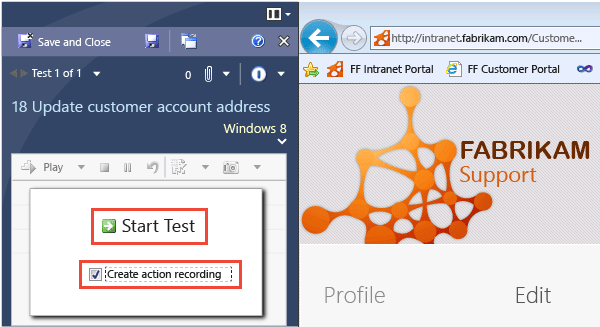 Save and Close
Test 1 of 1
0
18 Update customer account address
Windows 8
Play
Start Test
Create action recording
http://intranet.fabrikam.com/Custome...
FF Intranet Portal
FF Customer Portal
FABRIKAM
Support
Profile
Edit